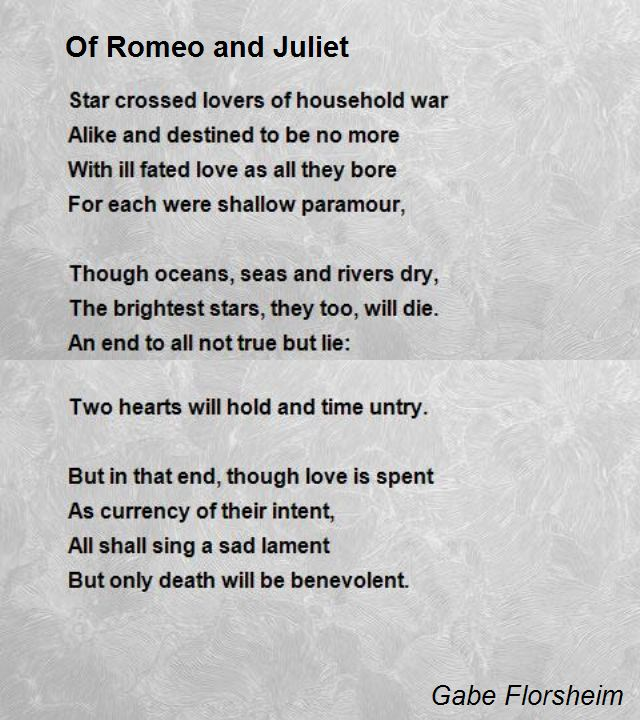 Of Romeo and Juliet
Star crossed lovers of household war
Alike and destined to be no more
With ill fated love as all they bore
For each were shallow paramour,
Though oceans, seas and rivers dry,
The brightest stars, they too, will die.
An end to all not true but lie:
Two hearts will hold and time untry.
But in that end, though love is spent
As currency of their intent,
All shall sing a sad lament
But only death will be benevolent.
Gabe Florsheim